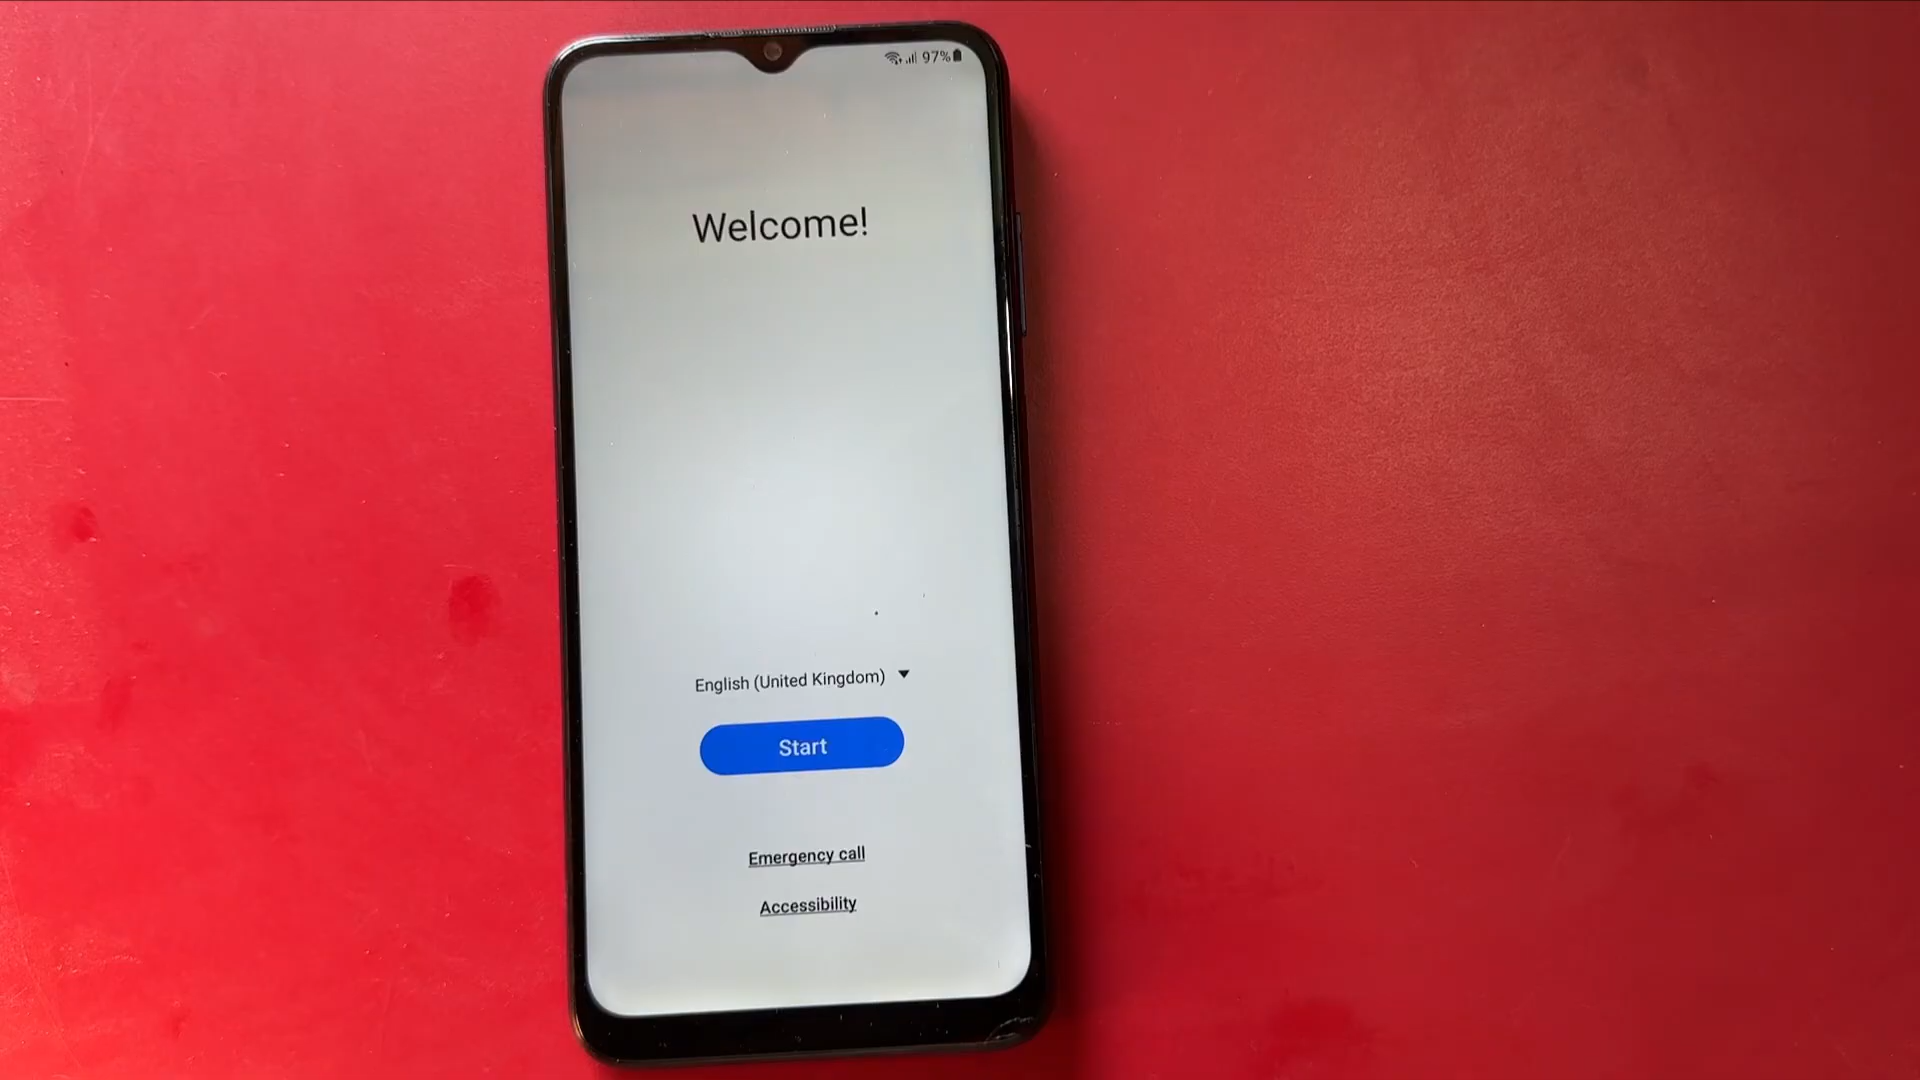 97%
Welcome!
English (United Kingdom)
Start
Emergency call
Accessibility